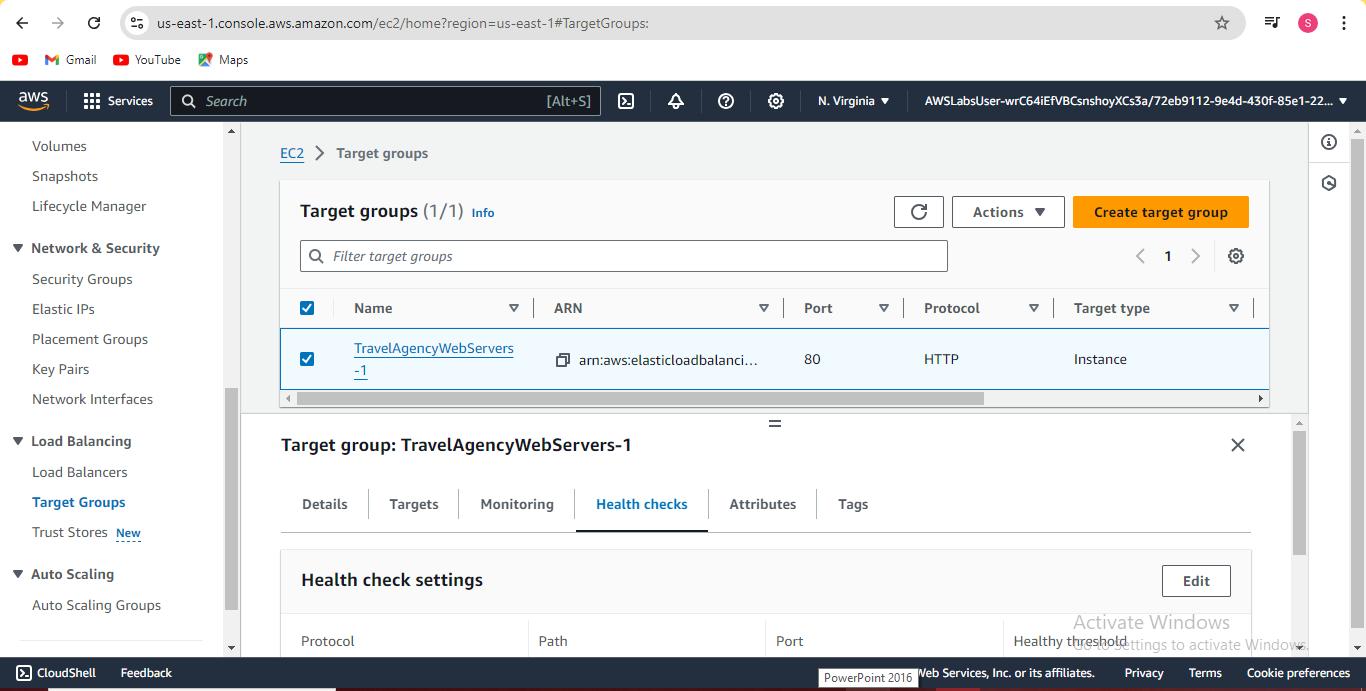 us-east-1.console.aws.amazon.com/ec2/home?region=us-east-1#TargetGroups:
S
Gmail YouTube Maps
aws Services Search [Alt+S] N. Virginia AWSLabsUser-wrC64iEfVBCsnshoyXCs3a/72eb9112-9e4d-430f-85e1-22...
Volumes
Snapshots
Lifecycle Manager
Network & Security
Security Groups
Elastic IPs
Placement Groups
Key Pairs
Network Interfaces
Load Balancing
Load Balancers
Target Groups
Trust Stores New
Auto Scaling
Auto Scaling Groups
EC2 Target groups
Target groups (1/1) Info
Actions
Create target group
Filter target groups
1
Name ARN Port Protocol Target type
TravelAgencyWebServers
-1
arn:aws:elasticloadbalanci... 80 HTTP Instance
Target group: TravelAgencyWebServers-1
Details Targets Monitoring Health checks Attributes Tags
Health check settings
Edit
Protocol Path Port Healthy threshold
Activate Windows
Go to Settings to activate Windows.
CloudShell Feedback
PowerPoint 2016
Web Services, Inc. or its affiliates. Privacy Terms Cookie preferences